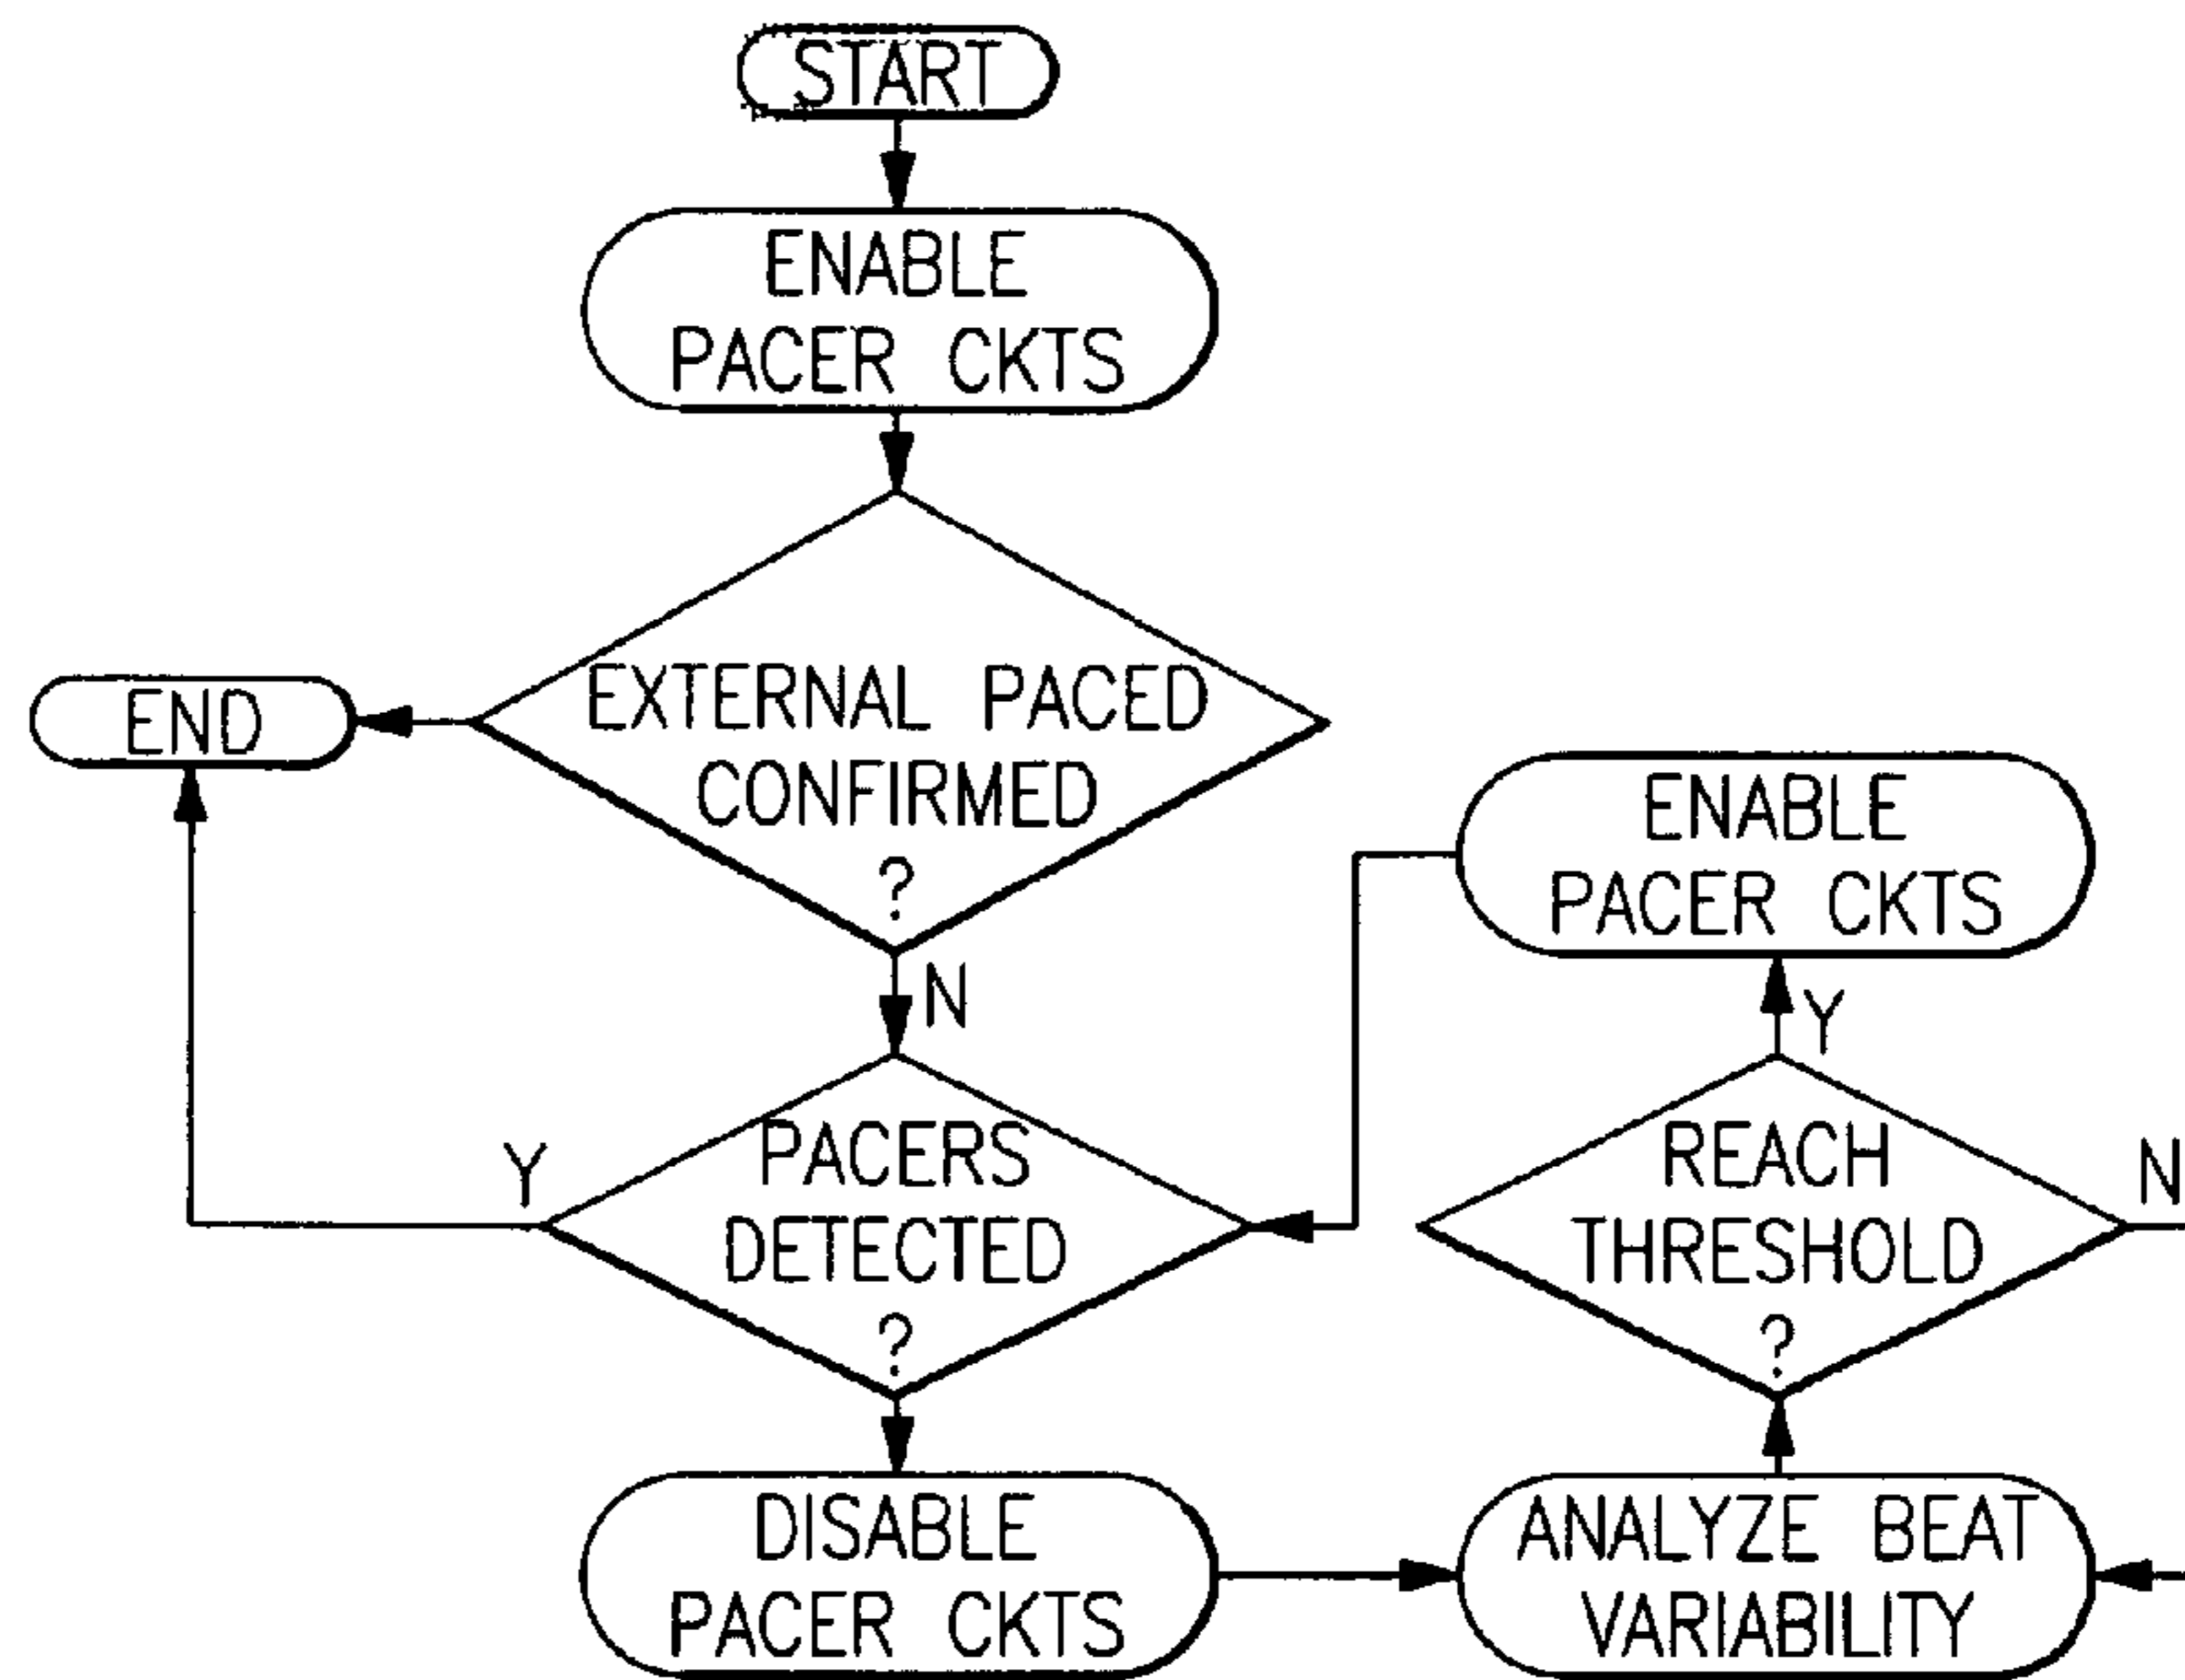 START
ENABLE
PACER CKTS
EXTERNAL PACED
CONFIRMED
?
END
N
PACERS
DETECTED
?
Y
DISABLE
PACER CKTS
ANALYZE BEAT
VARIABILITY
REACH
THRESHOLD
?
N
Y
ENABLE
PACER CKTS